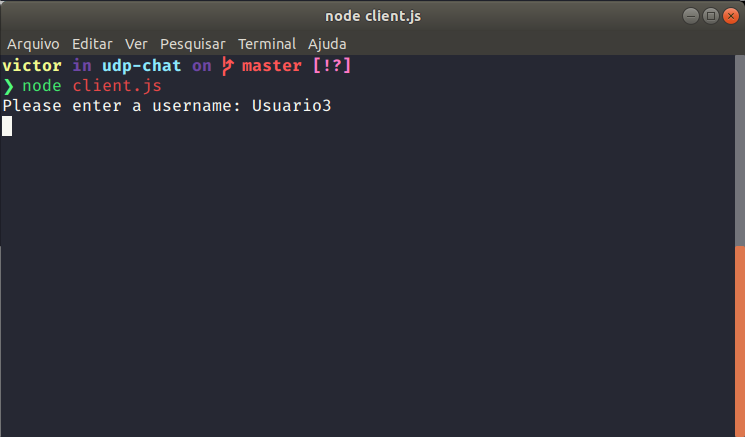 node client.js
Arquivo Editar Ver Pesquisar Terminal Ajuda
victor in udp-chat on master [!?]
❯ node client.js
Please enter a username: Usuario3